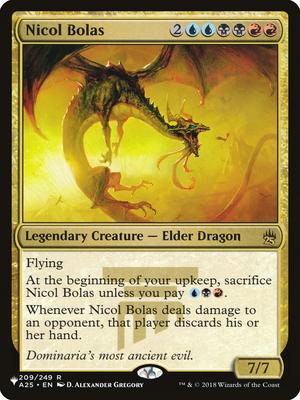 Nicol Bolas 2
Legendary Creature — Elder Dragon
Flying
At the beginning of your upkeep, sacrifice
Nicol Bolas unless you pay .
Whenever Nicol Bolas deals damage to
an opponent, that player discards his or
her hand.
Dominaria's most ancient evil.
7/7
209/249 R
A25 • EN D. Alexander Gregory
™ & © 2018 Wizards of the Coast